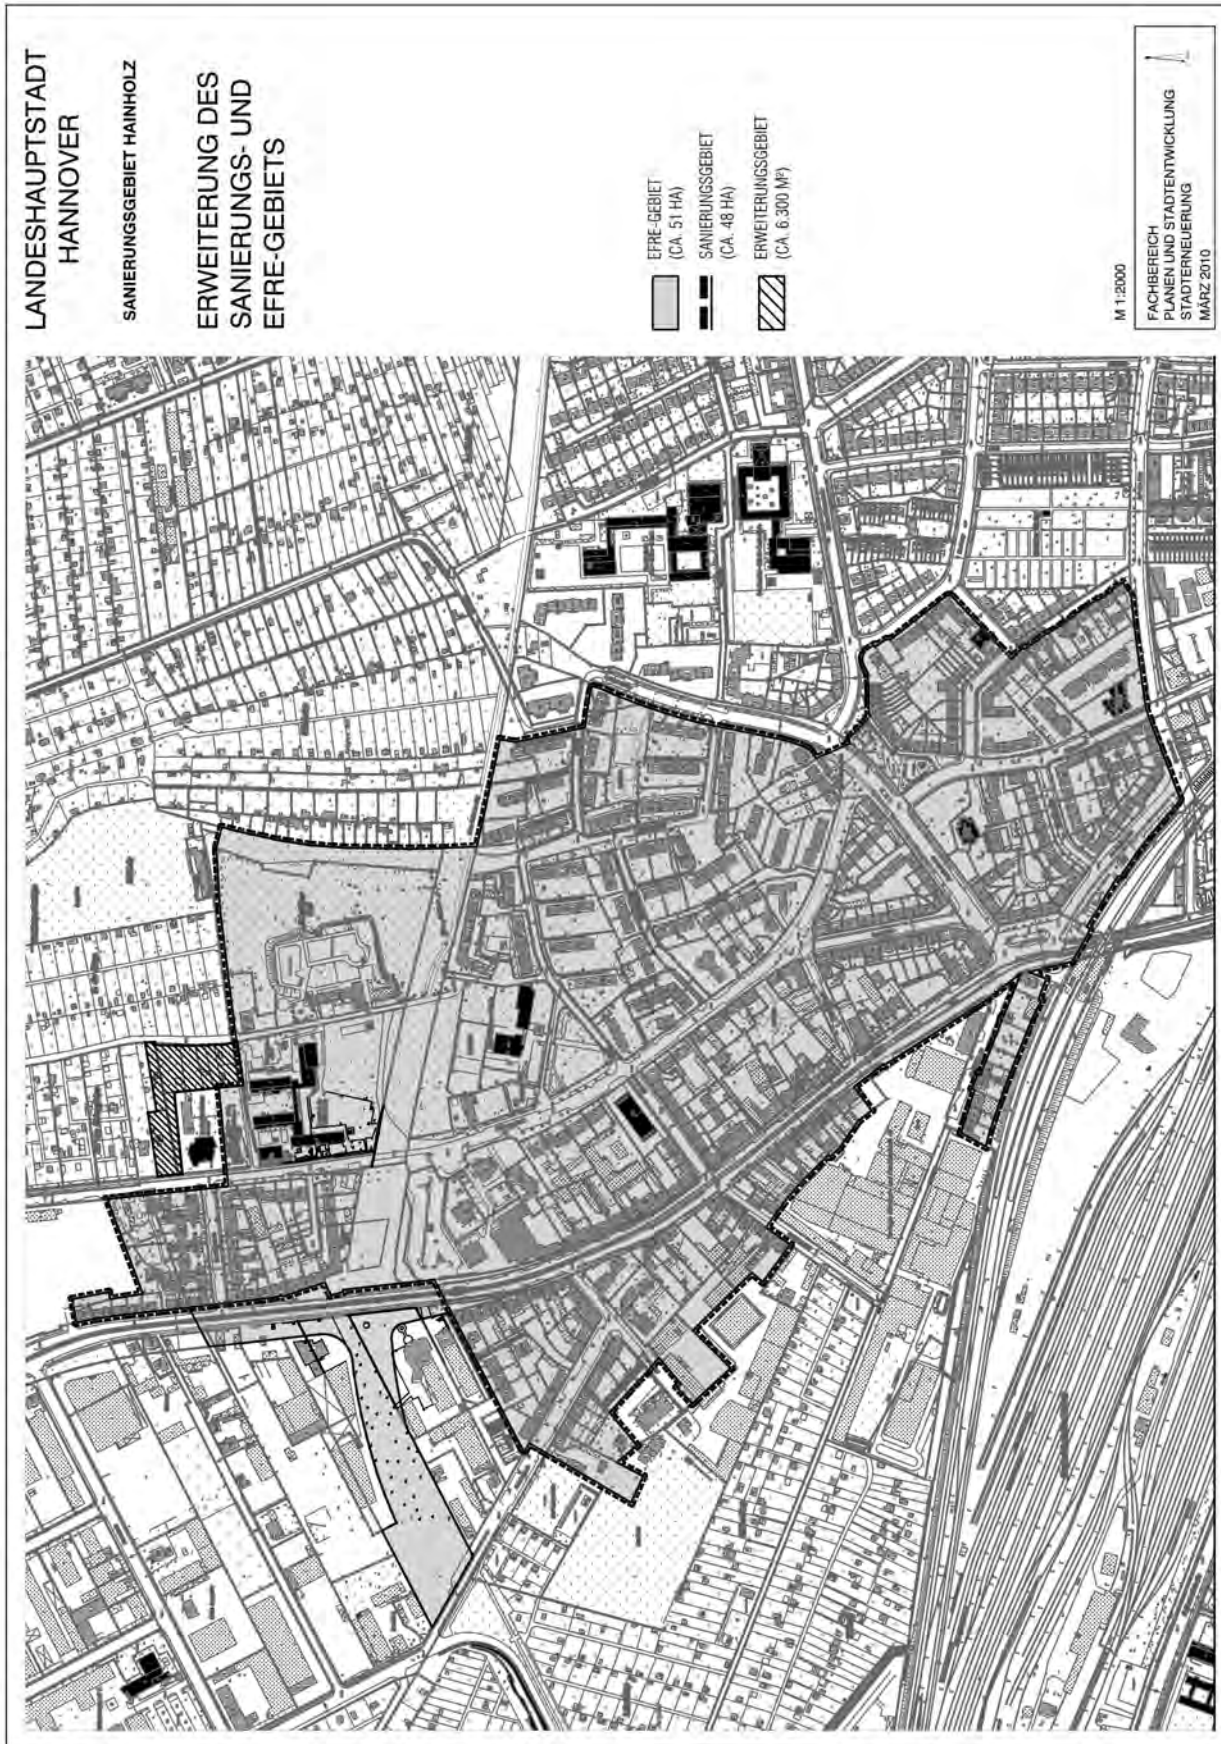 LANDESHAUPTSTADT
HANNOVER
SANIERUNGSGEBIET HAINHOLZ
ERWEITERUNG DES
SANIERUNGS- UND
EFRE-GEBIETS
EFRE-GEBIET
(CA. 51 HA)
SANIERUNGSGEBIET
(CA. 48 HA)
ERWEITERUNGSGEBIET
(CA. 6.300 M²)
M 1:2000
FACHBEREICH
PLANEN UND STADTENTWICKLUNG
STADTERNEUERUNG
MÄRZ 2010